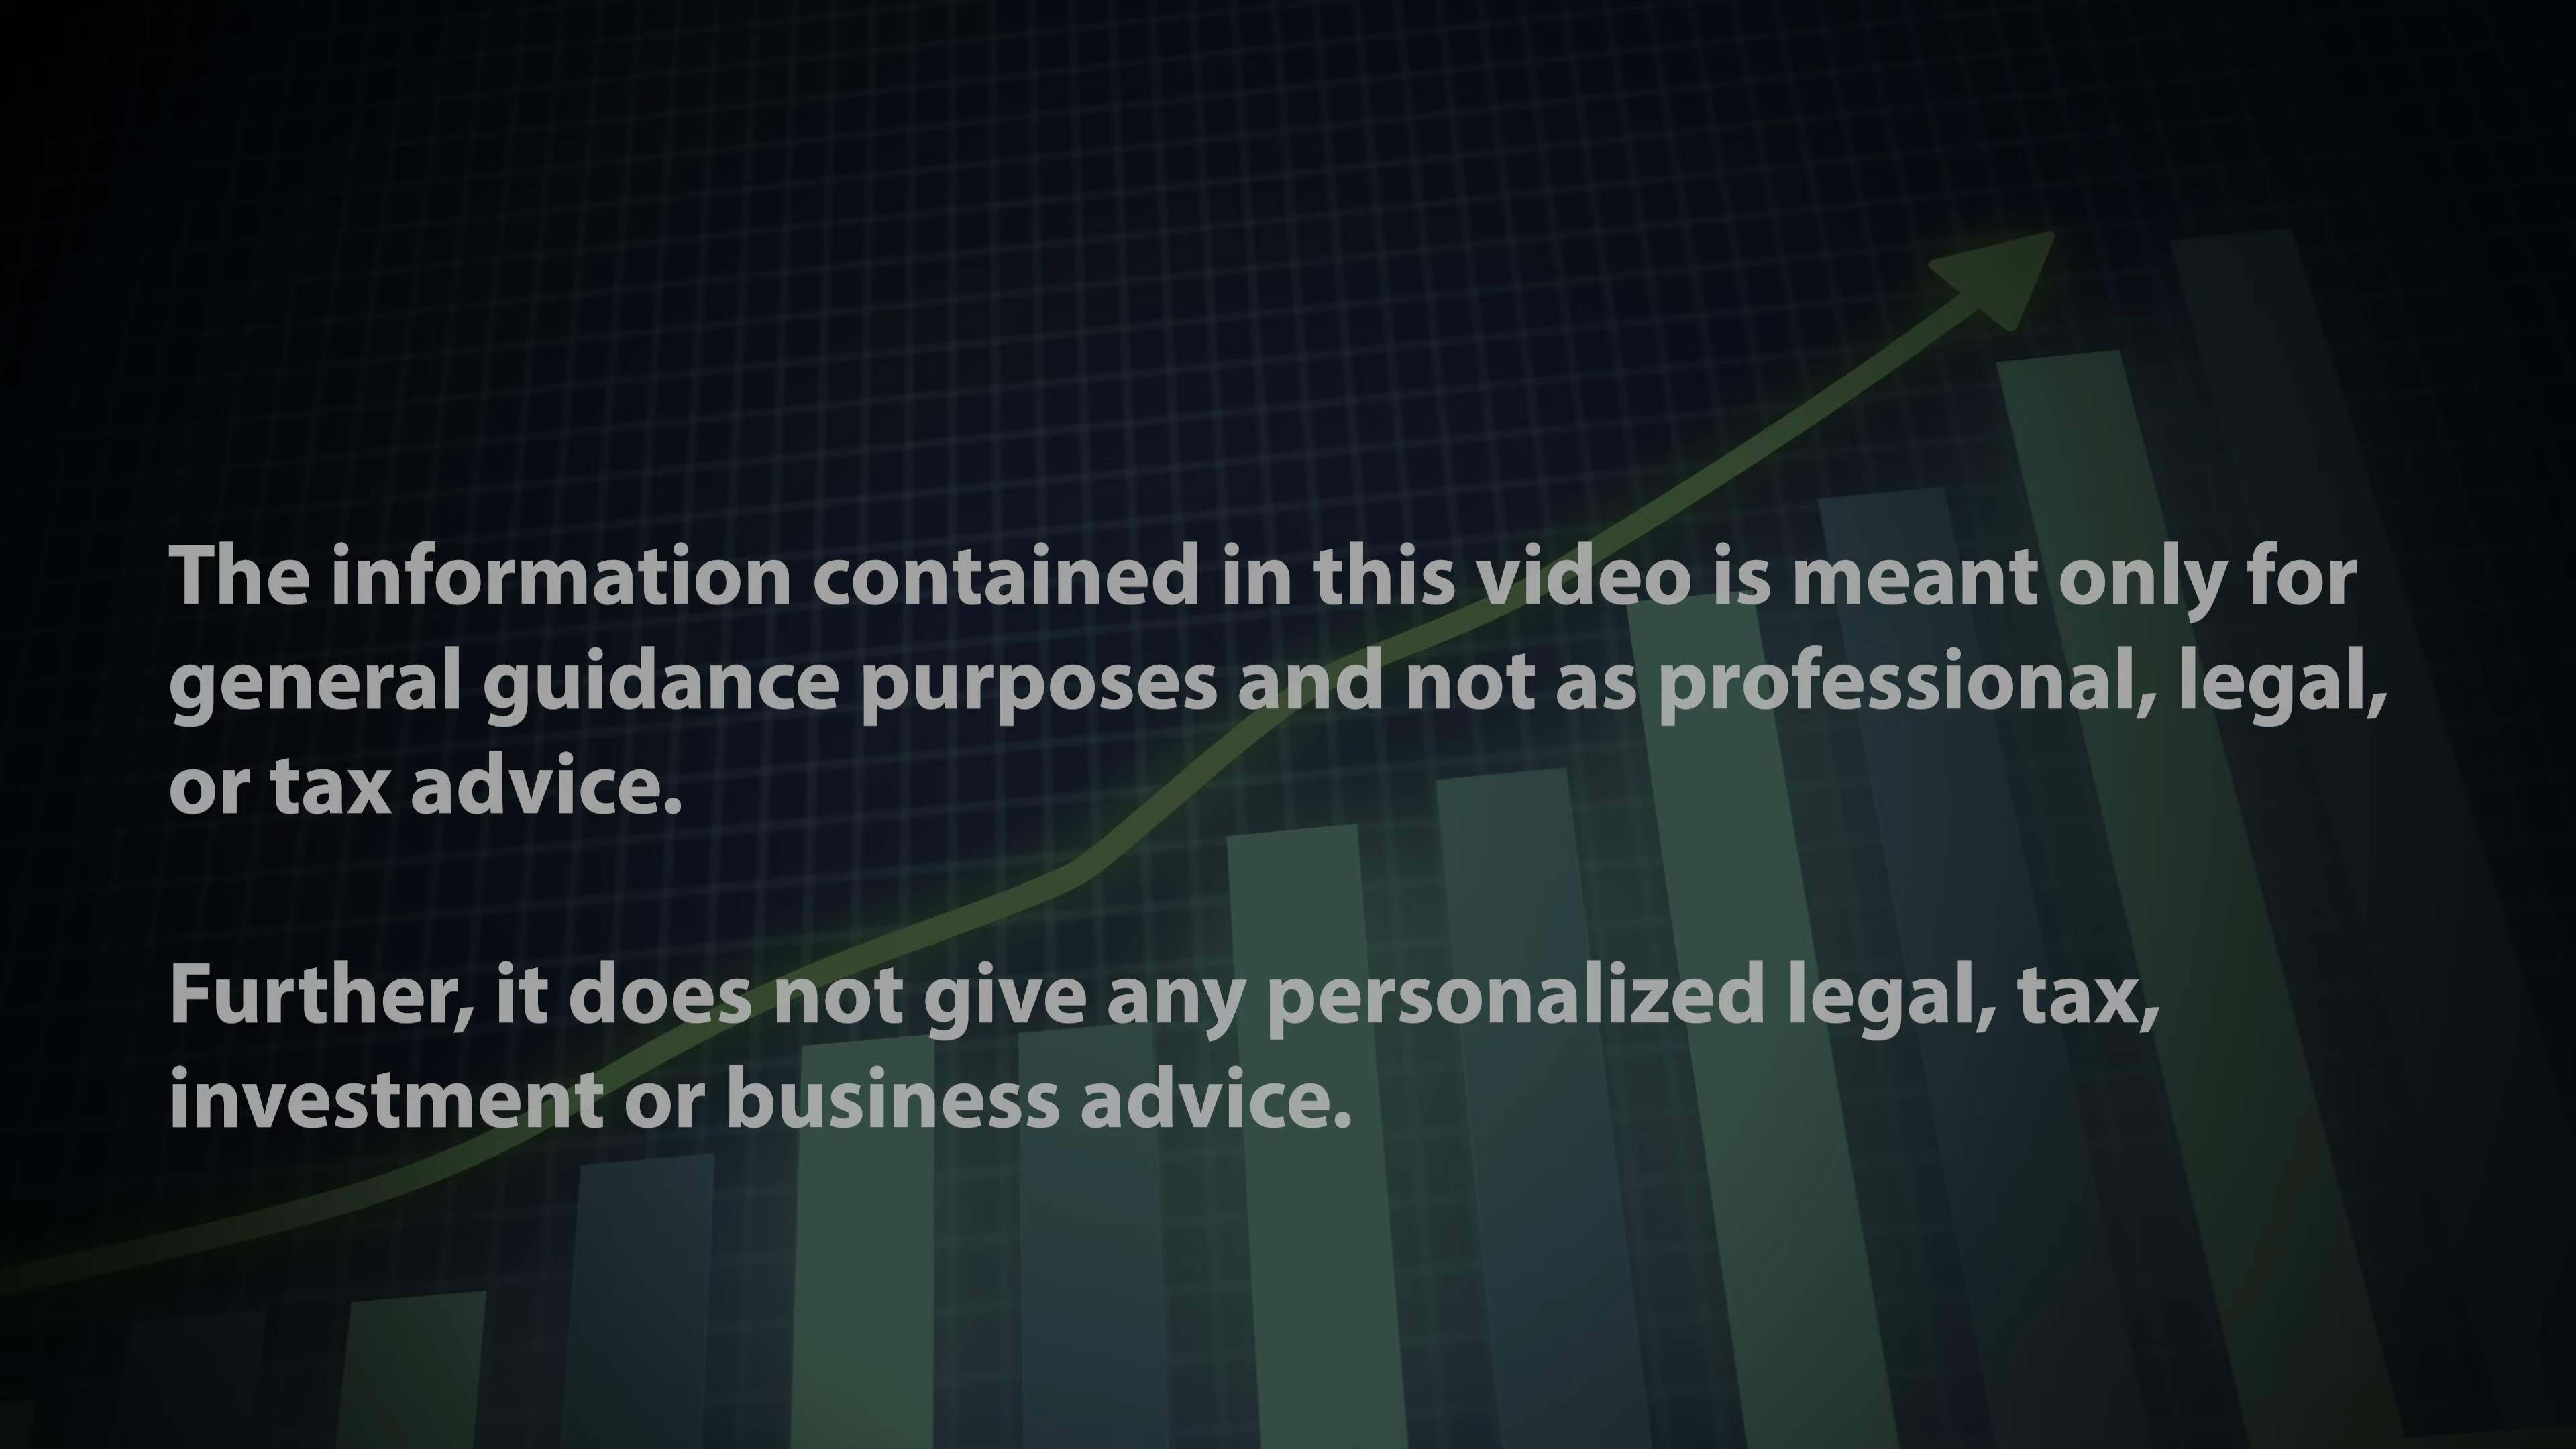 The information contained in this video is meant only for
general guidance purposes and not as professional, legal,
or tax advice.
Further, it does not give any personalized legal, tax,
investment or business advice.